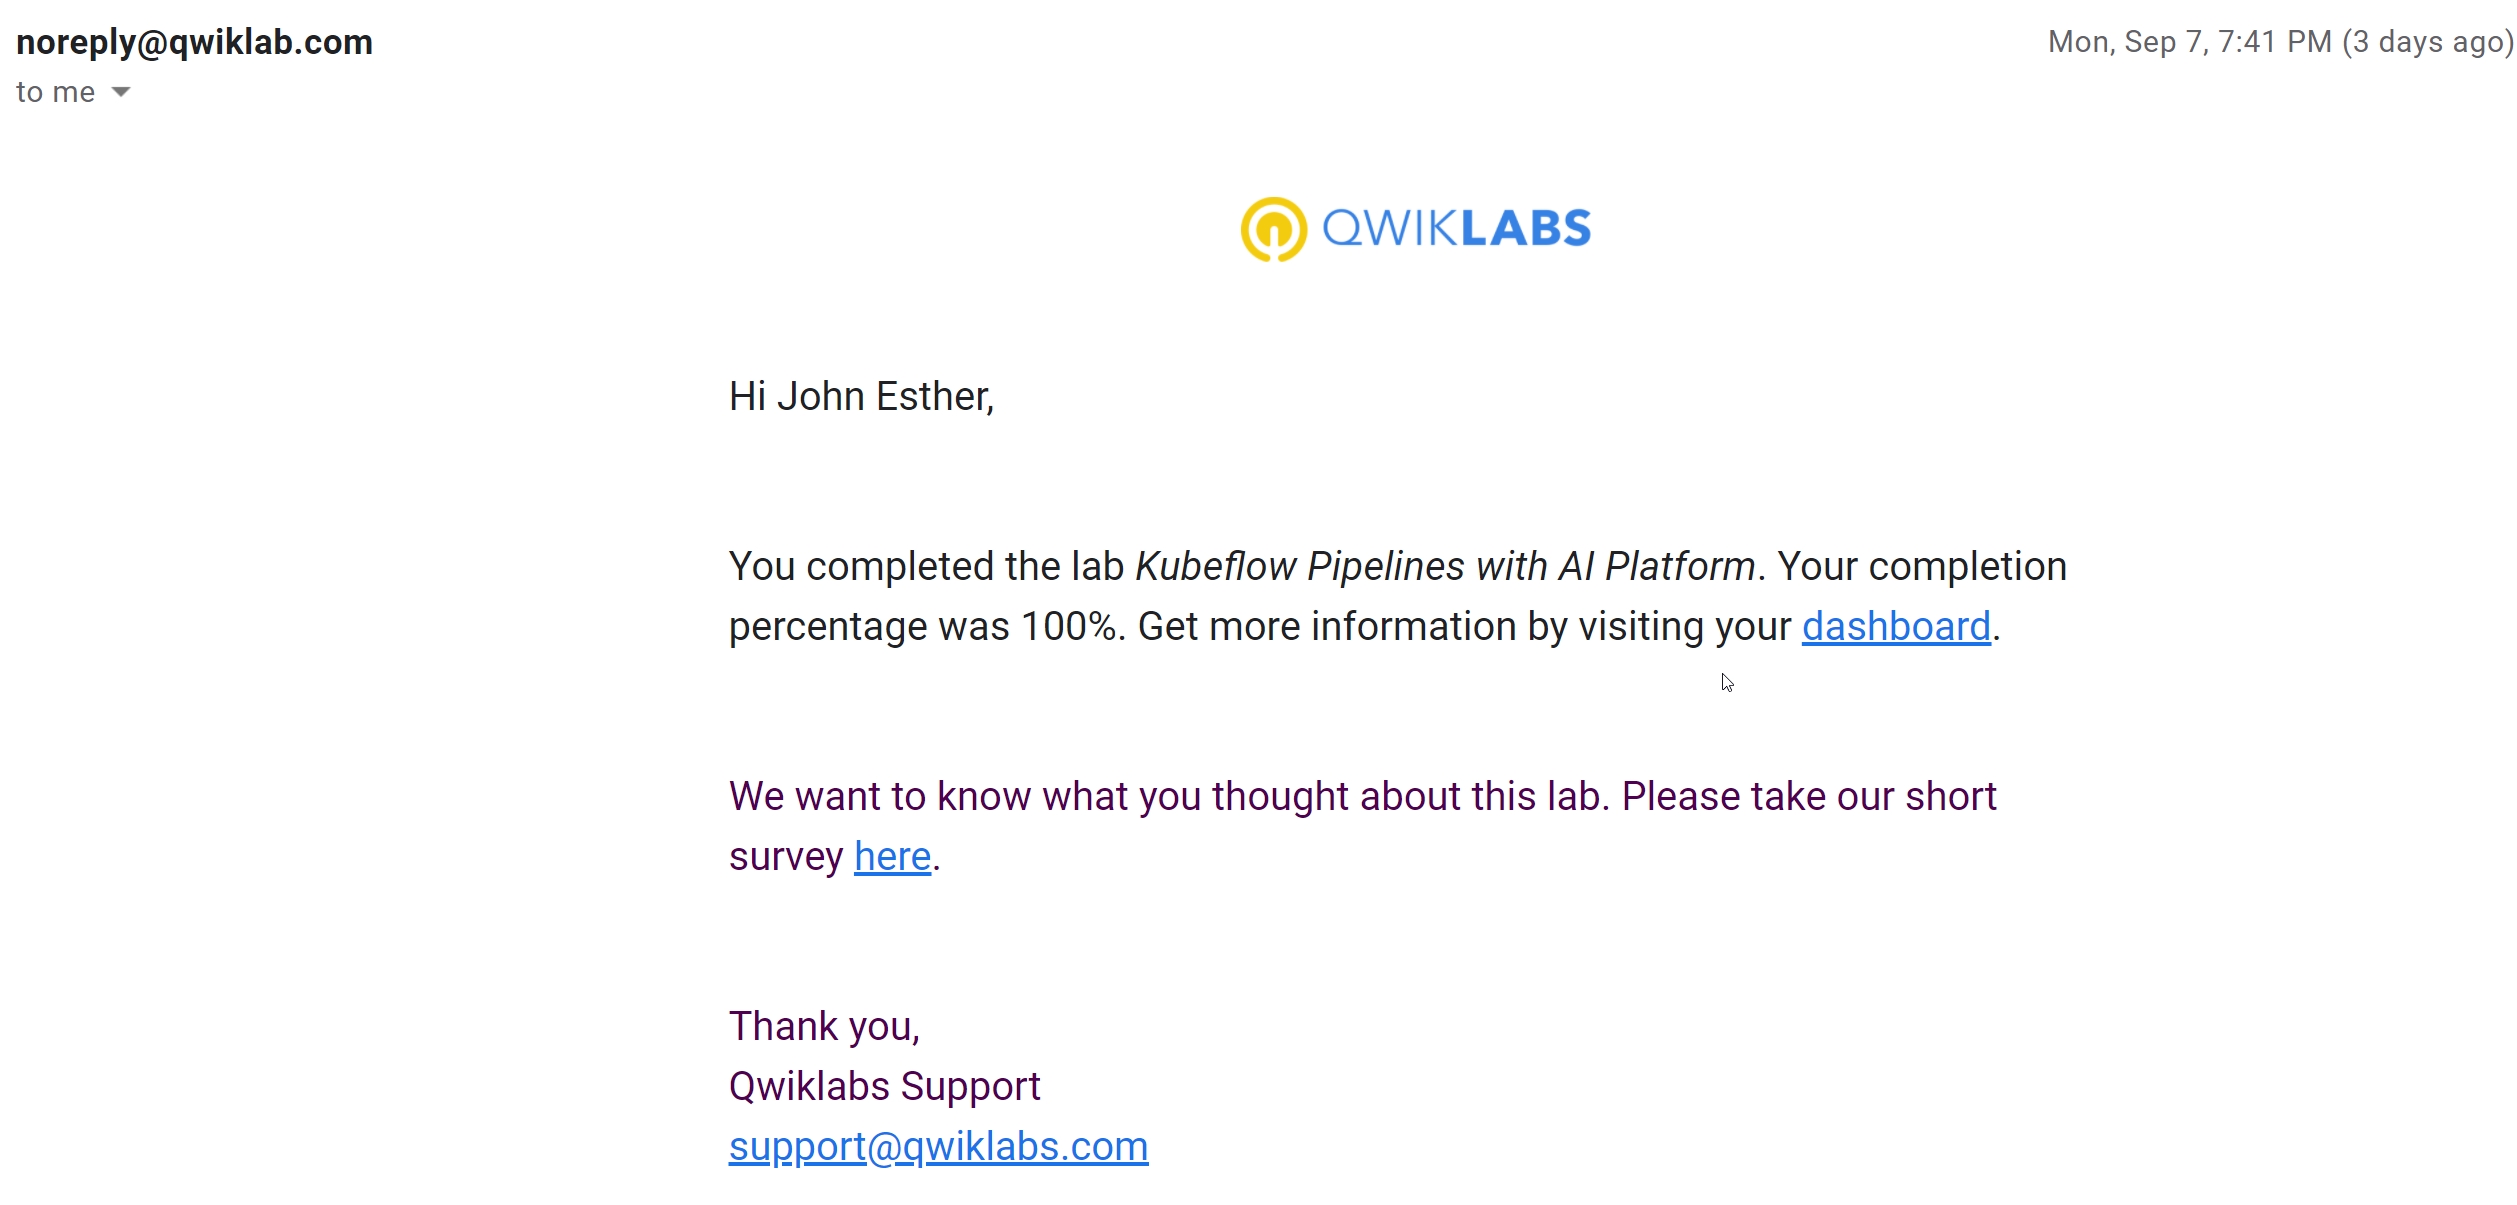 noreply@qwiklab.com
Mon, Sep 7, 7:41 PM (3 days ago)
to me
QWIKLABS
Hi John Esther,
You completed the lab Kubeflow Pipelines with AI Platform. Your completion
percentage was 100%. Get more information by visiting your dashboard.
We want to know what you thought about this lab. Please take our short
survey here.
Thank you,
Qwiklabs Support
support@qwiklabs.com